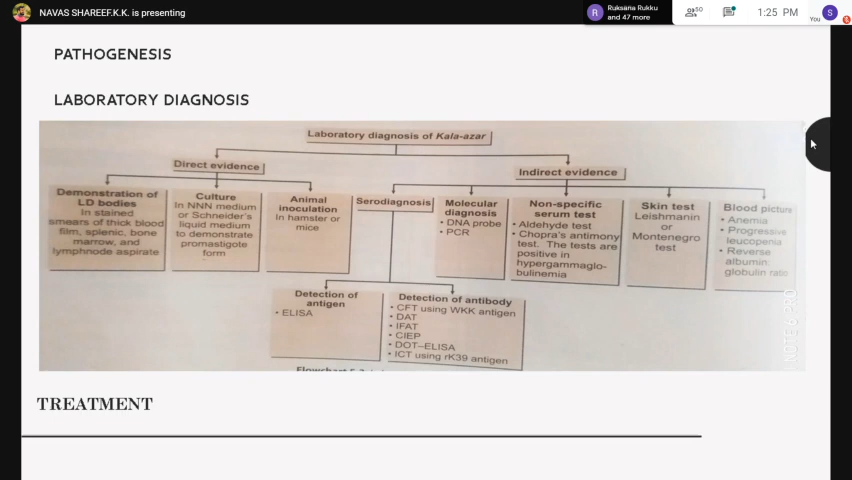 NAVAS SHAREEF.K.K. is presenting
R
Ruksana Rukku
and 47 more
50
1:25 PM
You
S
PATHOGENESIS
LABORATORY DIAGNOSIS
Laboratory diagnosis of Kala-azar
Direct evidence
Indirect evidence
Demonstration of
LD bodies
In stained
smears of thick blood
film, splenic, bone
marrow, and
lymphnode aspirate
Culture
In NNN medium
or Schneider's
liquid medium
to demonstrate
promastigote
form
Animal
inoculation
In hamster or
mice
Serodiagnosis
Molecular
diagnosis
• DNA probe
• PCR
Non-specific
serum test
• Aldehyde test
• Chopra's antimony
test. The tests are
positive in
hypergammaglo-
bulinemia
Skin test
Leishmanin
or
Montenegro
test
Blood picture
• Anemia
• Progressive
leucopenia
• Reverse
albumin:
globulin ratio
Detection of
antigen
• ELISA
Detection of antibody
• CFT using WKK antigen
• DAT
• IFAT
• CIEP
• DOT–ELISA
• ICT using rK39 antigen
NOTE 6 PRO
TREATMENT